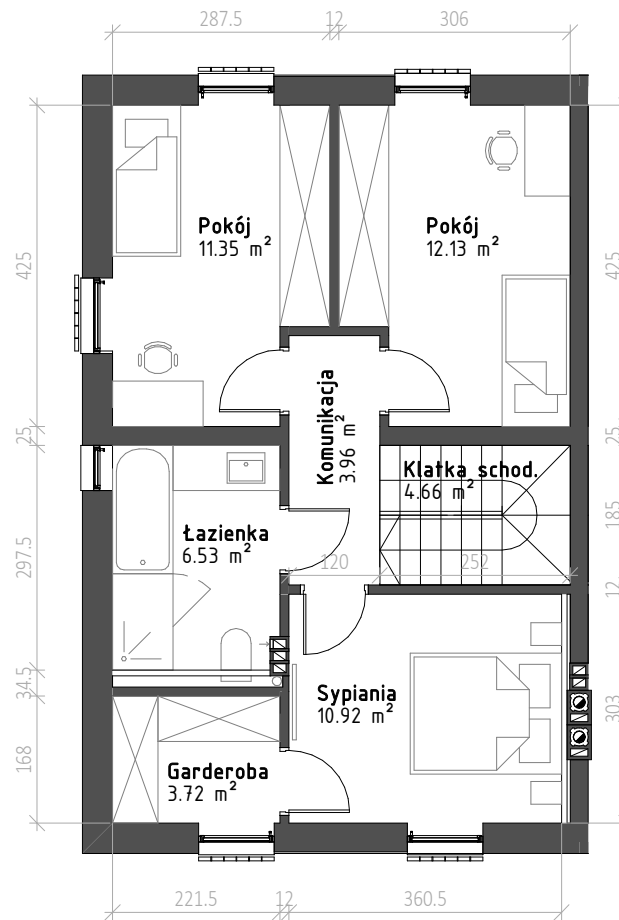 287.5 12 306
Pokój
11.35 m²
Pokój
12.13 m²
425
425
Komunikacja
3.96 m²
25
25
Klatka schod.
4.66 m²
Łazienka
6.53 m²
297.5
185
120 252
12
34.5
Sypiania
10.92 m²
303
168
Garderoba
3.72 m²
221.5 12 360.5